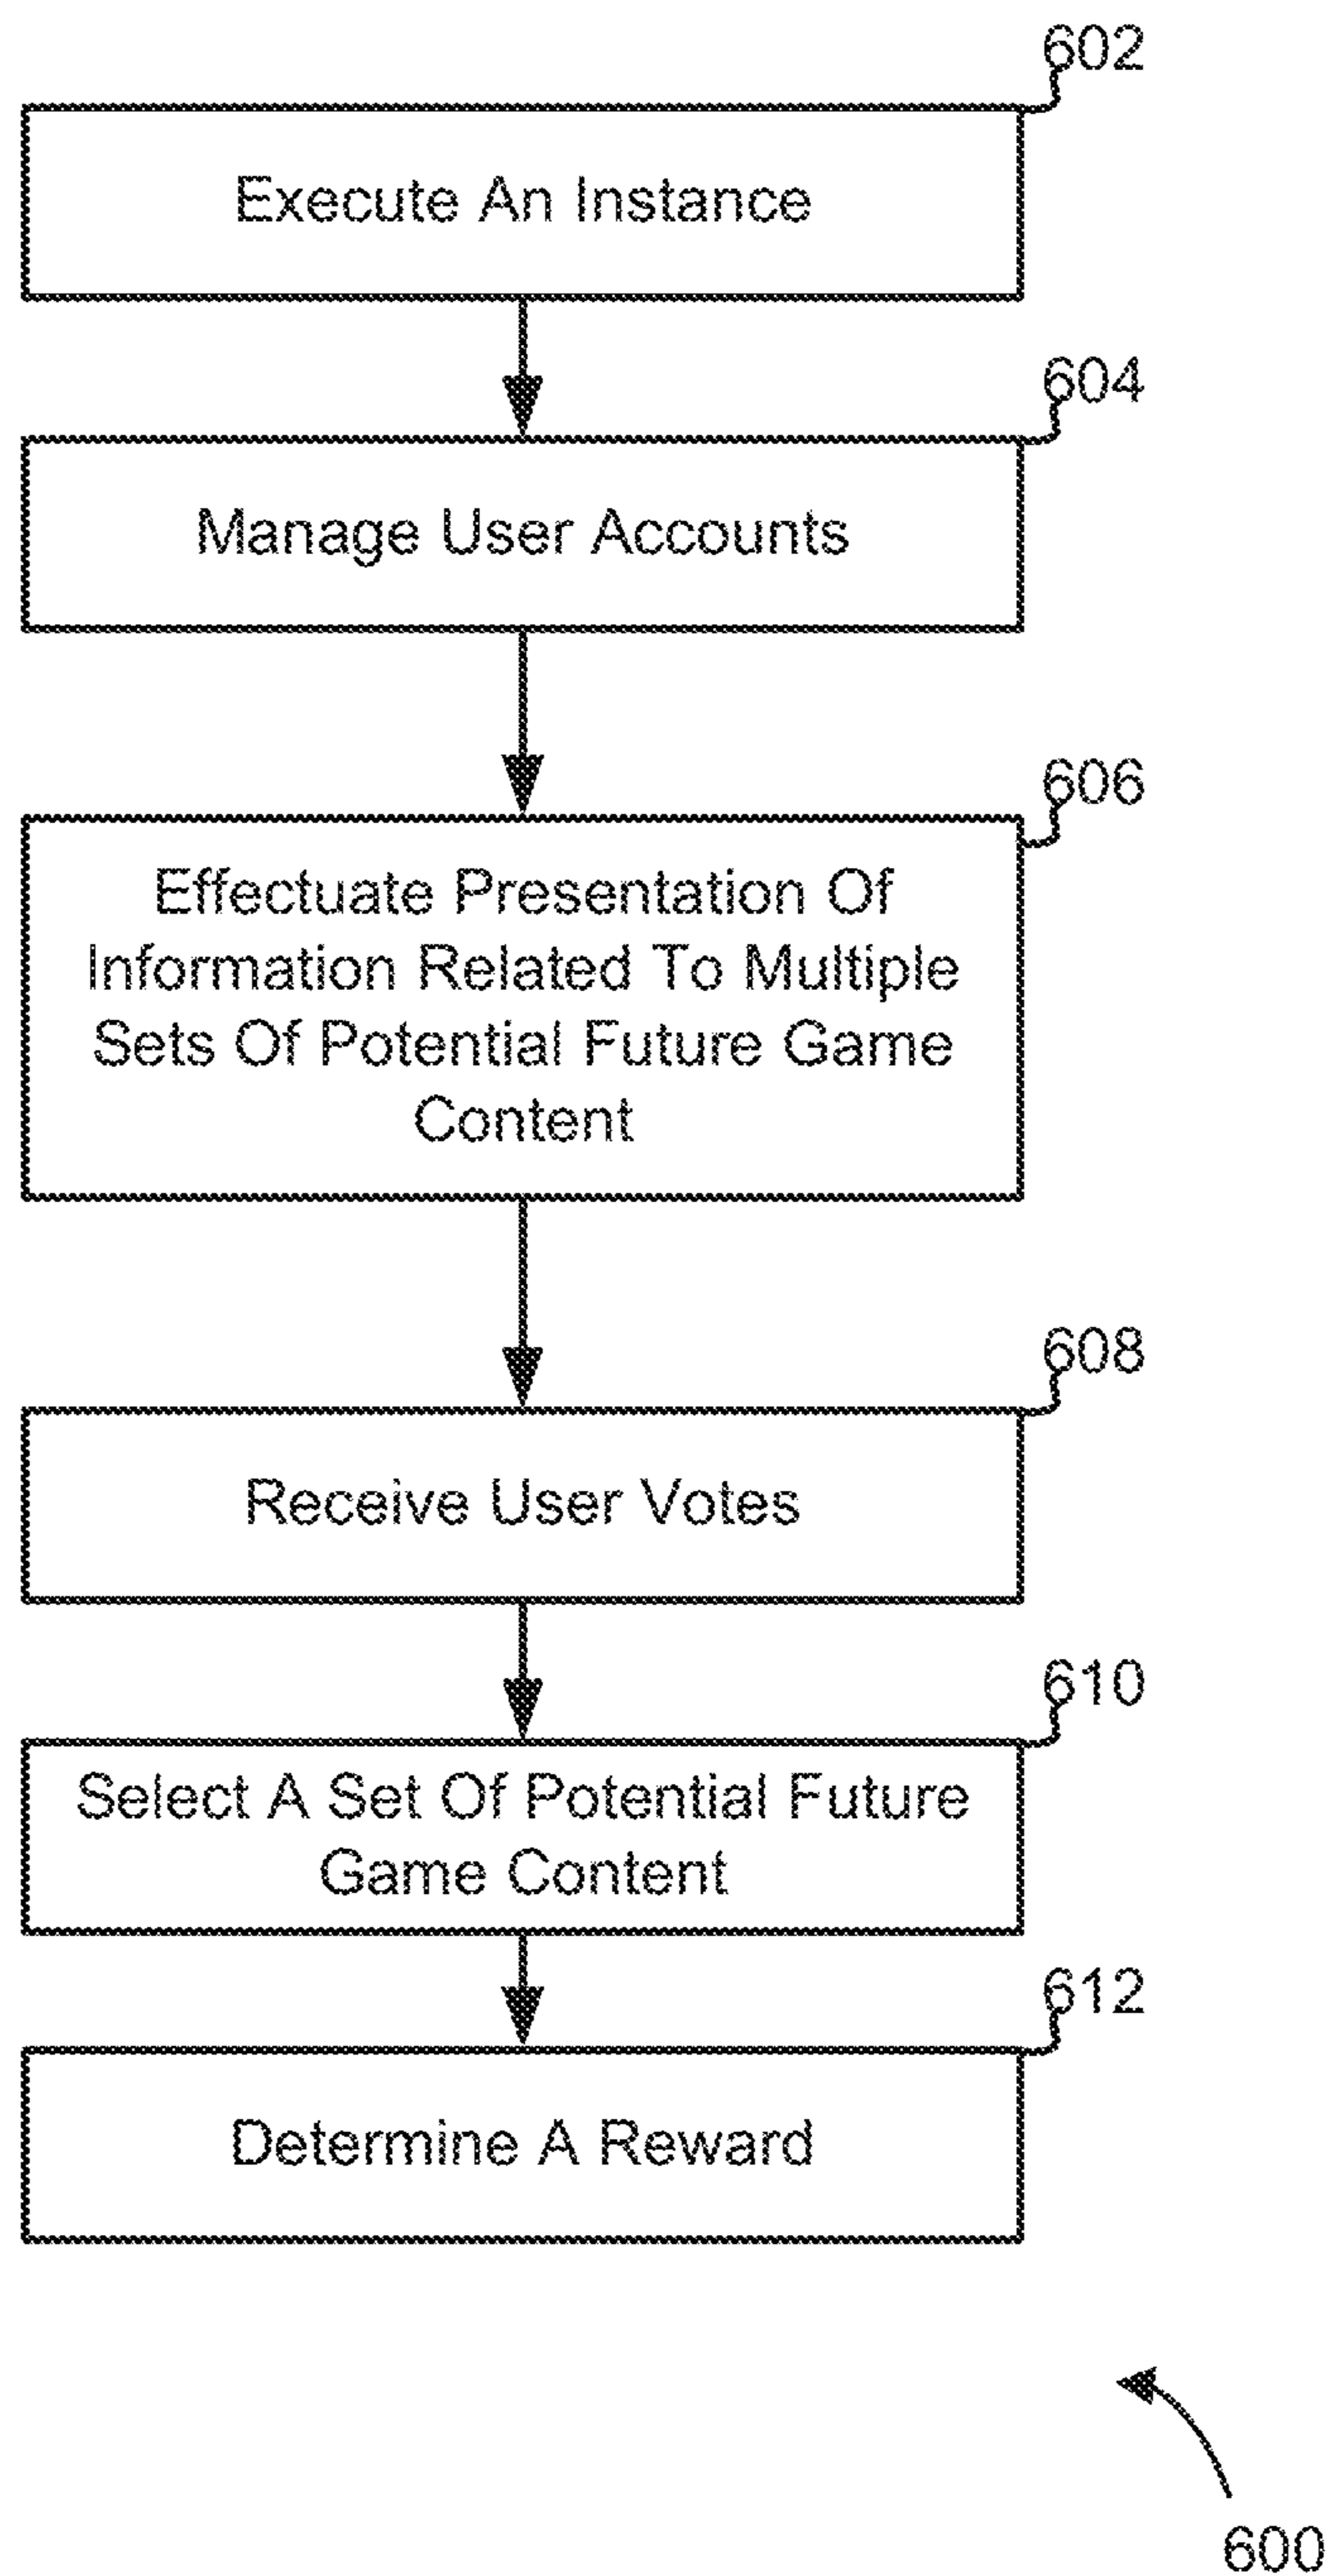 602
Execute An Instance
604
Manage User Accounts
606
Effectuate Presentation Of
Information Related To Multiple
Sets Of Potential Future Game
Content
608
Receive User Votes
610
Select A Set Of Potential Future
Game Content
612
Determine A Reward
600